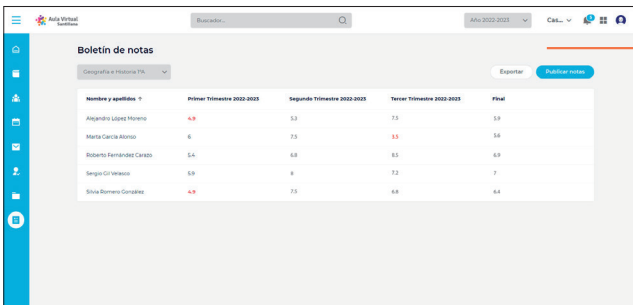 Aula Virtual
Santillana
Buscador...
Año 2022-2023
Cas...
3
Boletín de notas
Geografía e Historia PA
Exportar
Publicar notas
Nombre y apellidos ↑ Primer Trimestre 2022-2023 Segundo Trimestre 2022-2023 Tercer Trimestre 2022-2023 Final
Alejandro López Moreno 4.9 5.3 7.5 5.9
Marta García Alonso 6 7.5 3.5 5.6
Roberto Fernández Carazo 5.4 6.8 8.5 6.9
Sergio Gil Velasco 5.9 8 7.2 7
Silvia Romero González 4.9 7.5 6.8 6.4